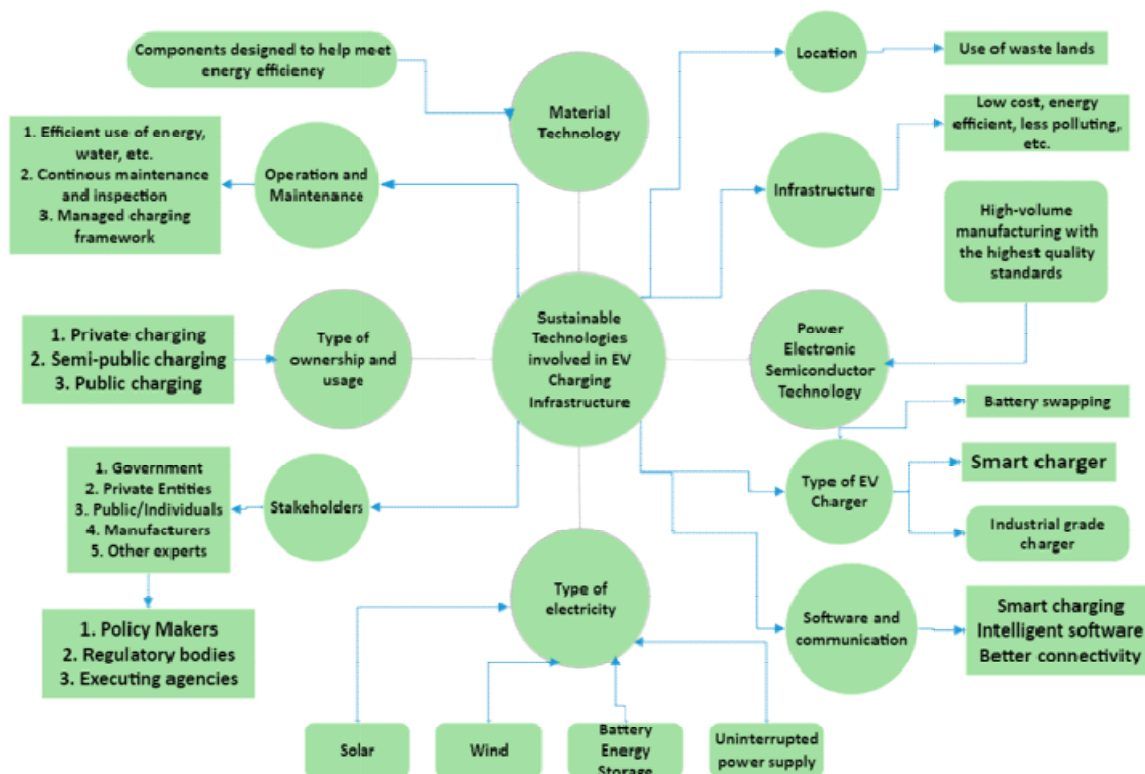 Components designed to help meet
energy efficiency
Material
Technology
Location
Use of waste lands
Low cost, energy
efficient, less polluting,
etc.
1. Efficient use of energy,
water, etc.
2. Continous maintenance
and inspection
3. Managed charging
framework
Operation and
Maintenance
Infrastructure
High-volume
manufacturing with
the highest quality
standards
1. Private charging
2. Semi-public charging
3. Public charging
Type of
ownership and
usage
Sustainable
Technologies
involved in EV
Charging
Infrastructure
Power
Electronic
Semiconductor
Technology
Battery swapping
1. Government
2. Private Entities
3. Public/Individuals
4. Manufacturers
5. Other experts
Stakeholders
Type of EV
Charger
Smart charger
Industrial grade
charger
Type of
electricity
Software and
communication
Smart charging
Intelligent software
Better connectivity
1. Policy Makers
2. Regulatory bodies
3. Executing agencies
Solar
Wind
Battery
Energy
Storage
Uninterrupted
power supply